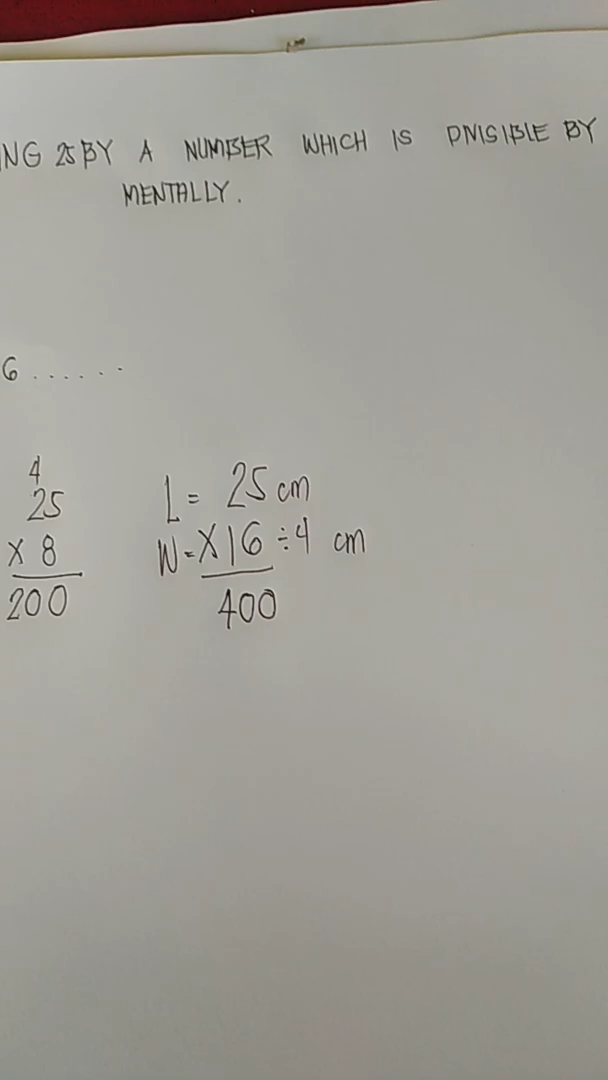 ING 25 BY A NUMBER WHICH IS DIVISIBLE BY
MENTALLY.
6 . . . . . .
4
25
X 8
200
L = 25 cm
W = X 16 ÷ 4 cm
400